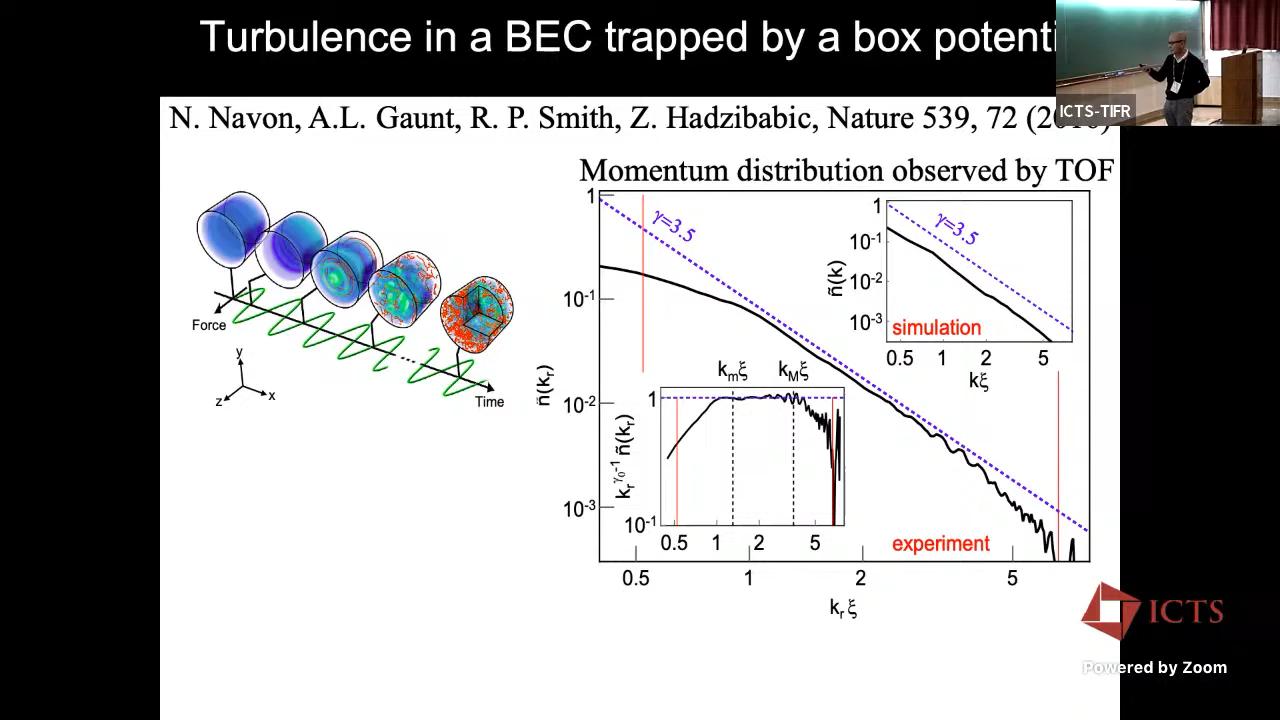 Turbulence in a BEC trapped by a box potenti
ICTS-TIFR
N. Navon, A.L. Gaunt, R. P. Smith, Z. Hadzibabic, Nature 539, 72 (
Momentum distribution observed by TOF
Force
Time
y
z
x
1
10⁻¹
10⁻²
10⁻³
ñ(kᵣ)
γ=3.5
0.5
1
2
5
kᵣ ξ
experiment
1
10⁻¹
10⁻²
10⁻³
ñ(k)
γ=3.5
simulation
0.5
1
2
5
kξ
kₘξ
k_Mξ
1
10⁻¹
kᵣ^γ₀⁻¹ ñ(kᵣ)
0.5
1
2
5
ICTS
Powered by Zoom